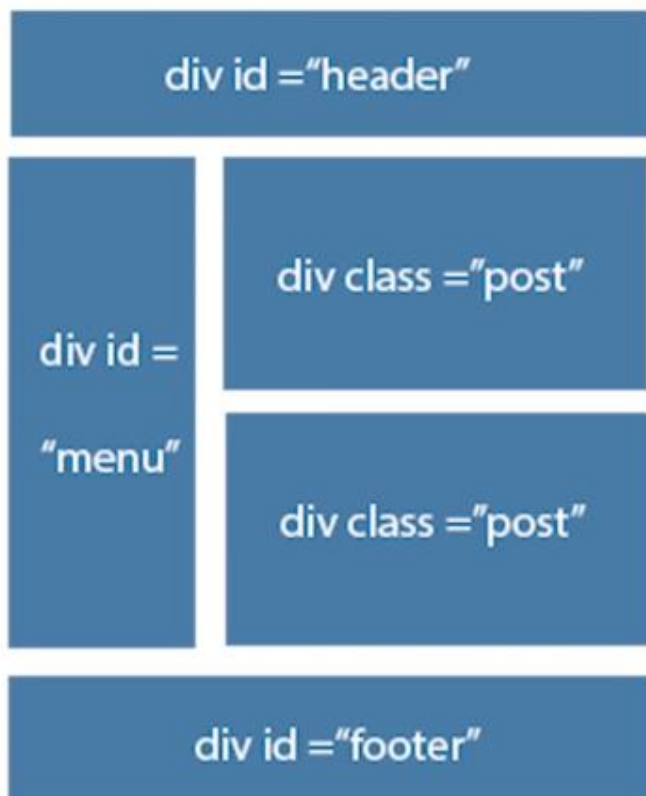 div id =“header”
div id =
“menu”
div class =”post”
div class =”post”
div id =“footer”